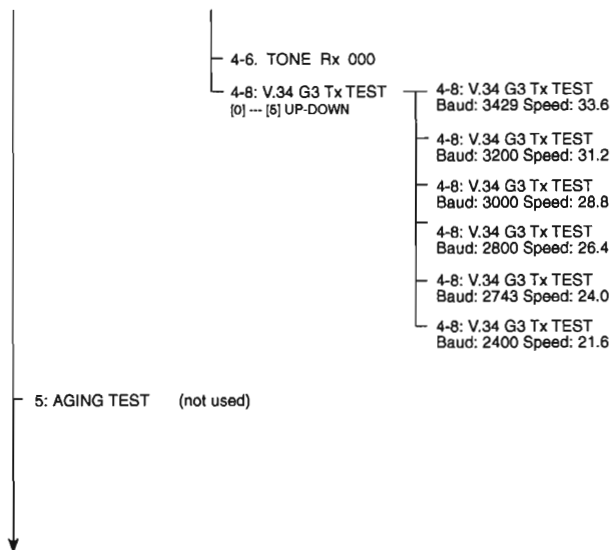 4-6. TONE Rx 000
4-8: V.34 G3 Tx TEST
[0] --- [5] UP-DOWN
4-8: V.34 G3 Tx TEST
Baud: 3429 Speed: 33.6
4-8: V.34 G3 Tx TEST
Baud: 3200 Speed: 31.2
4-8: V.34 G3 Tx TEST
Baud: 3000 Speed: 28.8
4-8: V.34 G3 Tx TEST
Baud: 2800 Speed: 26.4
4-8: V.34 G3 Tx TEST
Baud: 2743 Speed: 24.0
4-8: V.34 G3 Tx TEST
Baud: 2400 Speed: 21.6
5: AGING TEST (not used)